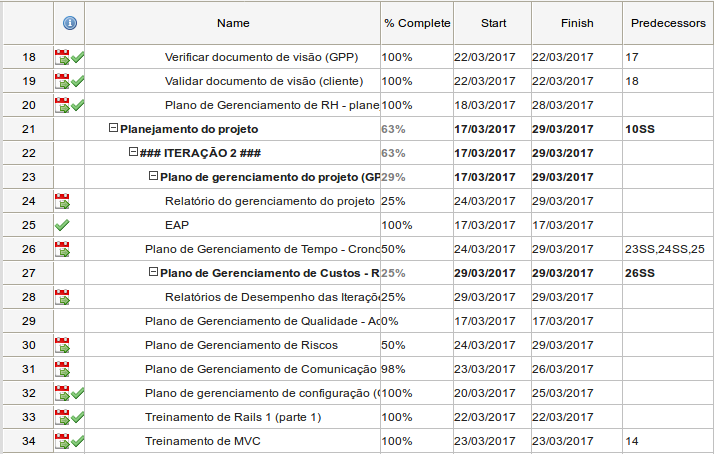 Name % Complete Start Finish Predecessors
18 Verificar documento de visão (GPP) 100% 22/03/2017 22/03/2017 17
19 Validar documento de visão (cliente) 100% 22/03/2017 22/03/2017 18
20 Plano de Gerenciamento de RH - plane 100% 18/03/2017 28/03/2017
21 Planejamento do projeto 63% 17/03/2017 29/03/2017 10SS
22 ### ITERAÇÃO 2 ### 63% 17/03/2017 29/03/2017
23 Plano de gerenciamento do projeto (GP 29% 17/03/2017 29/03/2017
24 Relatório do gerenciamento do projeto 25% 24/03/2017 29/03/2017
25 EAP 100% 17/03/2017 17/03/2017
26 Plano de Gerenciamento de Tempo - Crono 50% 24/03/2017 29/03/2017 23SS,24SS,25
27 Plano de Gerenciamento de Custos - R 25% 29/03/2017 29/03/2017 26SS
28 Relatórios de Desempenho das Iteraçõe 25% 29/03/2017 29/03/2017
29 Plano de Gerenciamento de Qualidade - Ac 0% 17/03/2017 17/03/2017
30 Plano de Gerenciamento de Riscos 50% 24/03/2017 29/03/2017
31 Plano de Gerenciamento de Comunicação 98% 23/03/2017 26/03/2017
32 Plano de gerenciamento de configuração (G 100% 20/03/2017 25/03/2017
33 Treinamento de Rails 1 (parte 1) 100% 22/03/2017 22/03/2017
34 Treinamento de MVC 100% 23/03/2017 23/03/2017 14